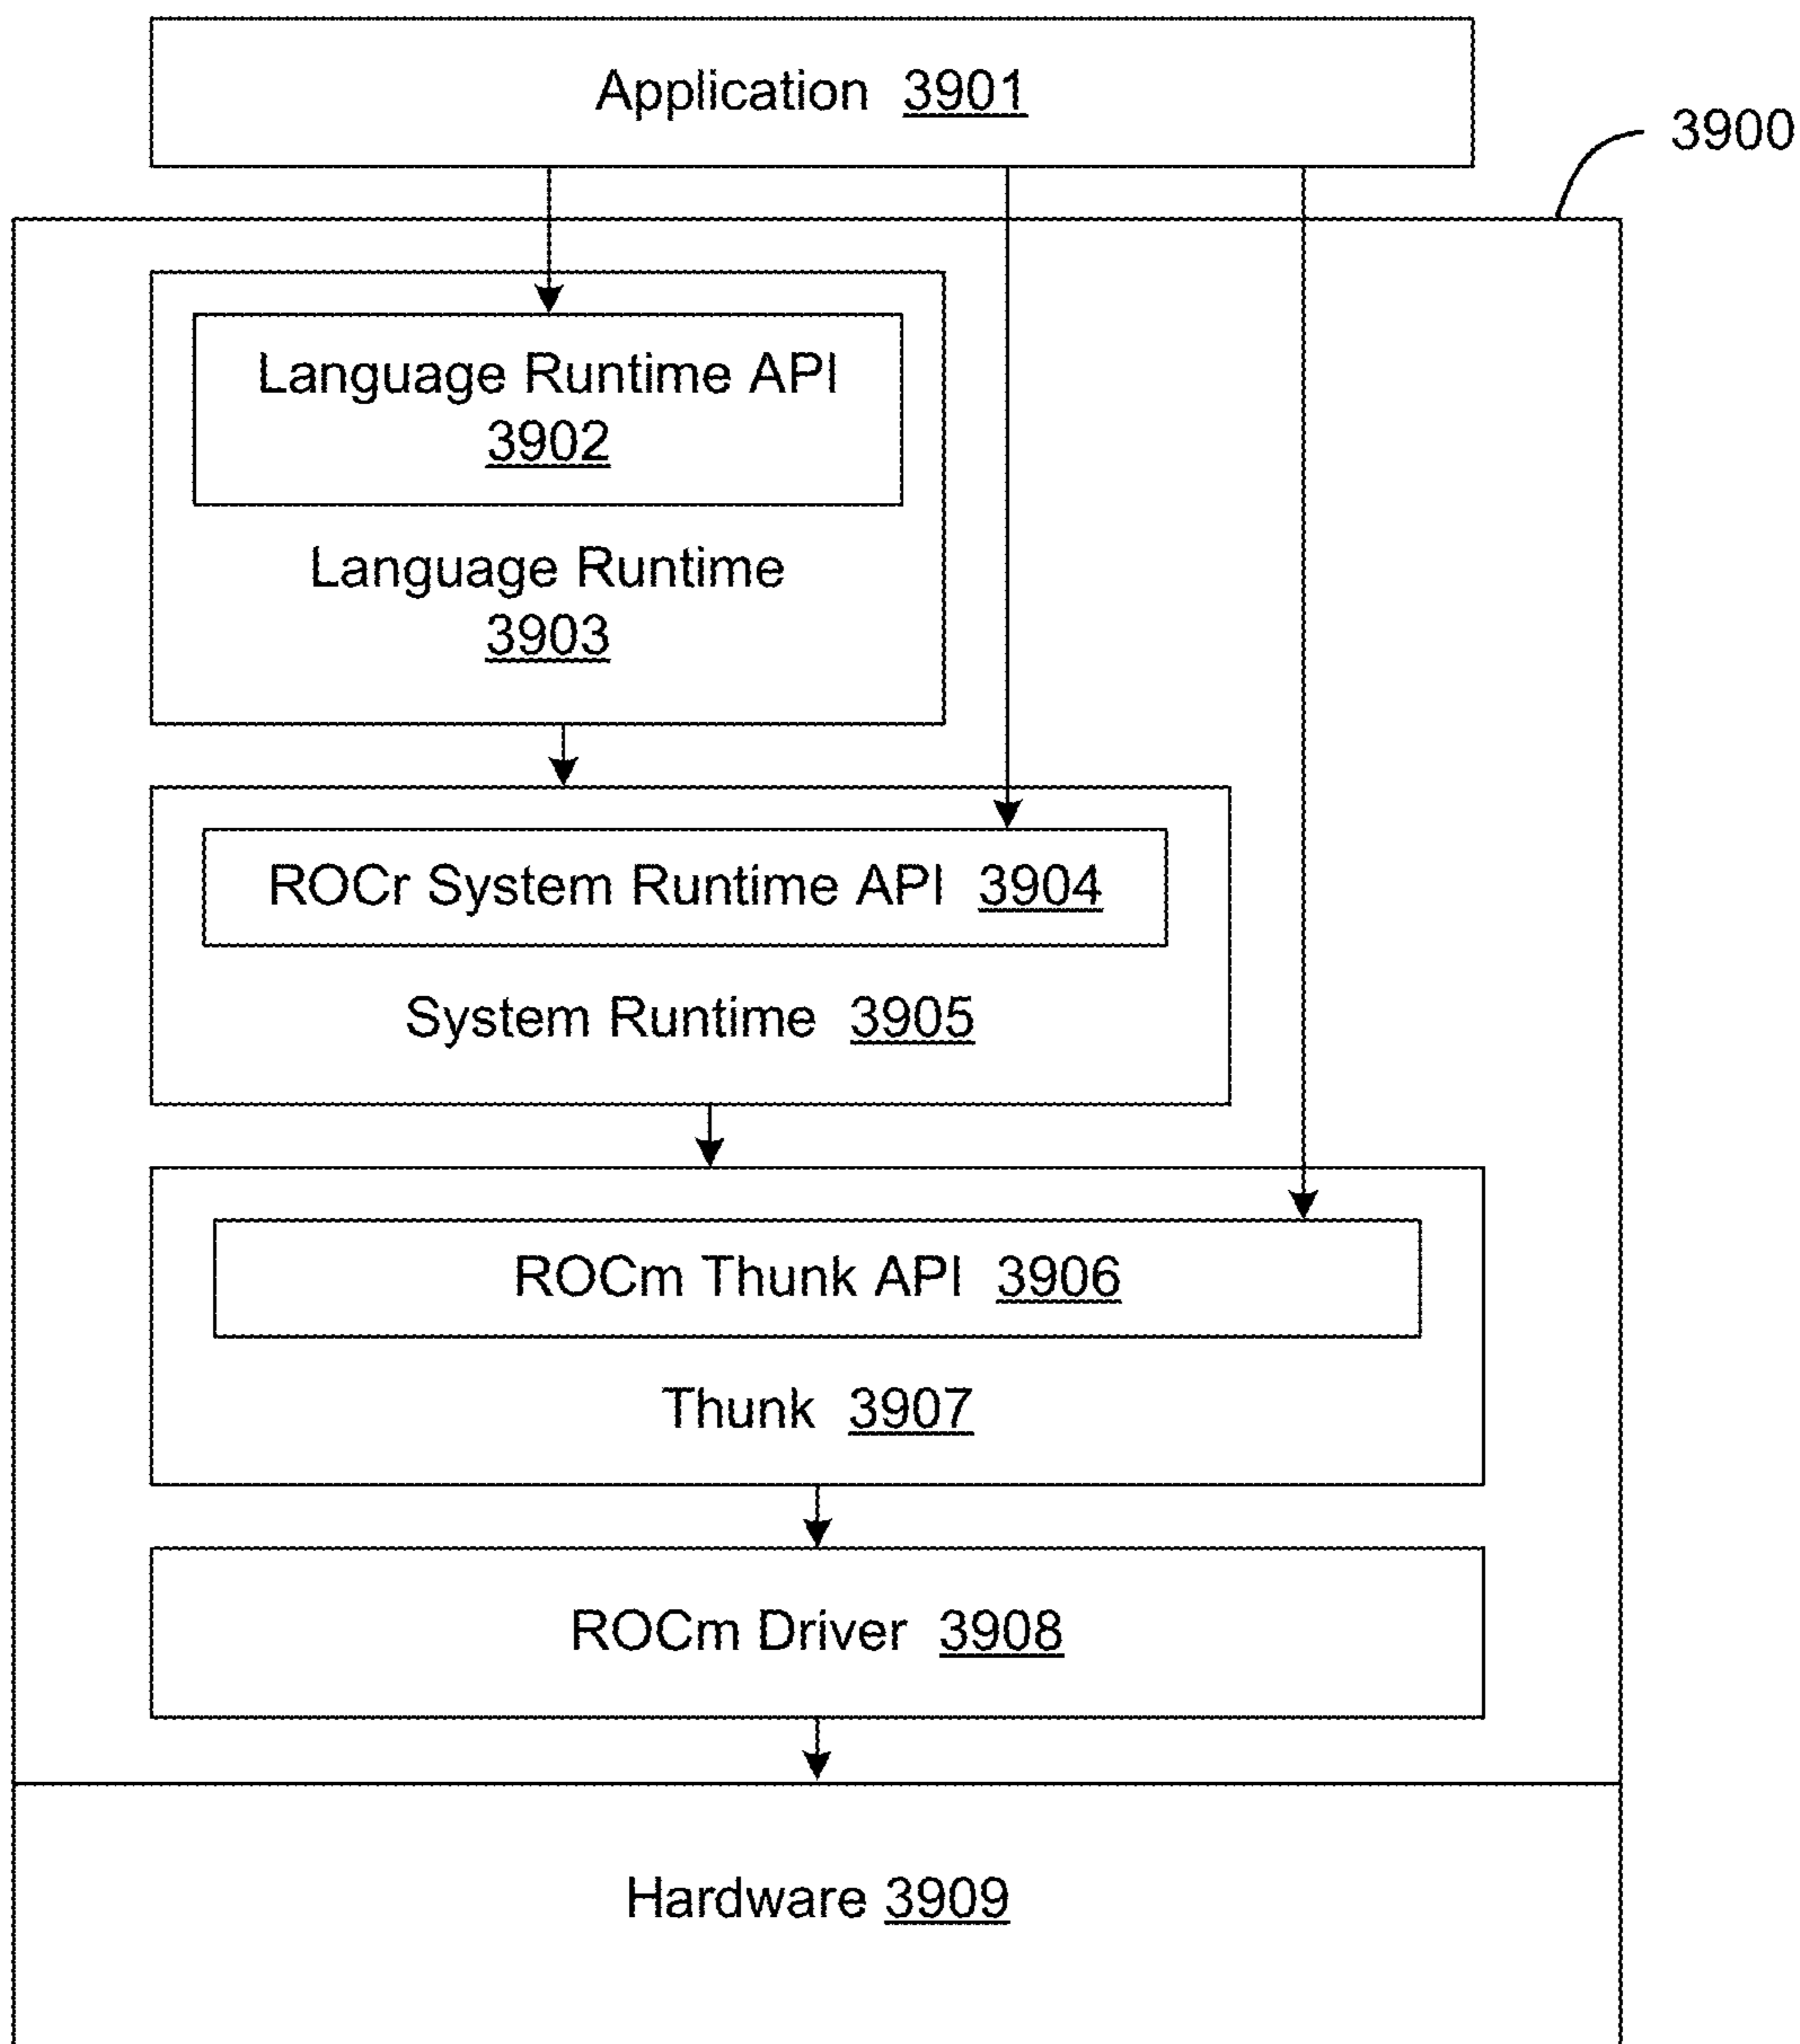 Application 3901
3900
Language Runtime API
3902
Language Runtime
3903
ROCr System Runtime API 3904
System Runtime 3905
ROCm Thunk API 3906
Thunk 3907
ROCm Driver 3908
Hardware 3909